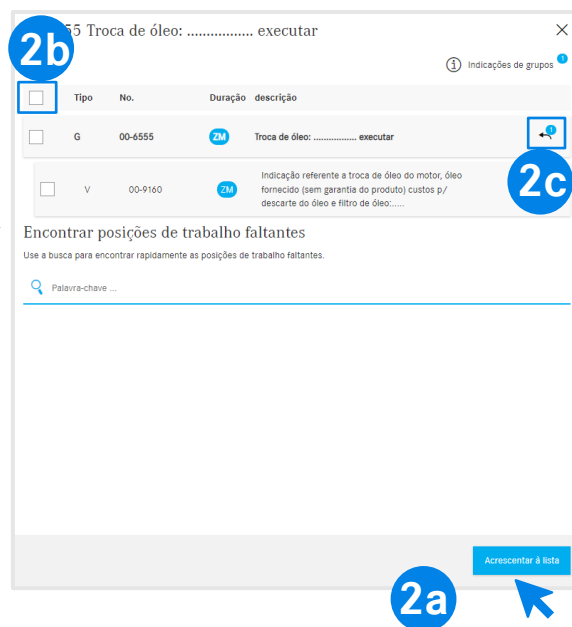 2b
55 Troca de óleo: ................. executar
Indicações de grupos 1
Tipo No. Duração descrição
G 00-6555 ZM Troca de óleo: ................. executar 1
2c
V 00-9160 ZM Indicação referente a troca de óleo do motor, óleo
fornecido (sem garantia do produto) custos p/
descarte do óleo e filtro de óleo:.....
Encontrar posições de trabalho faltantes
Use a busca para encontrar rapidamente as posições de trabalho faltantes.
Palavra-chave ...
Acrescentar à lista
2a